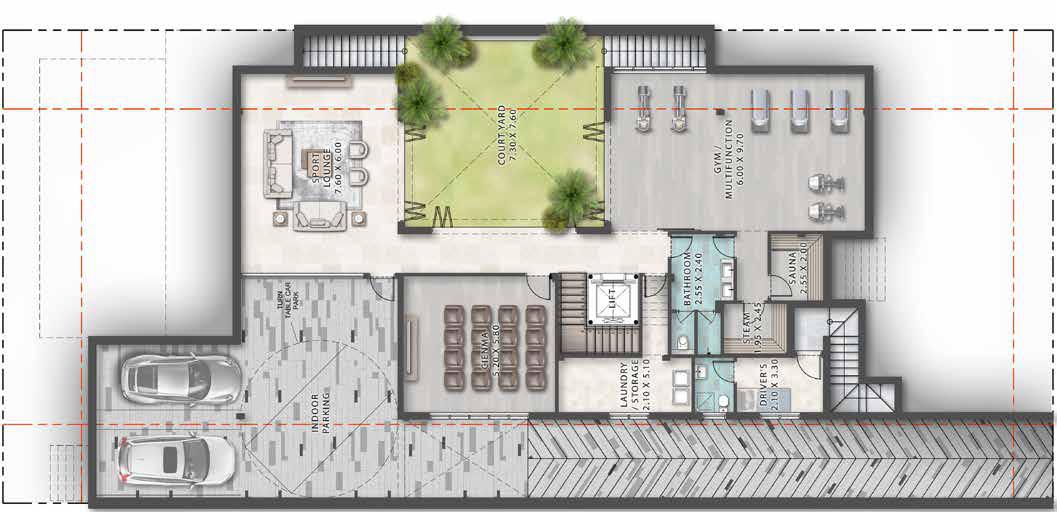 COURT YARD
7.30 X 7.60
SPORT
LOUNGE
7.60 X 6.00
GYM /
MULTIFUNCTION
6.00 X 9.70
BATHROOM
2.55 X 2.40
SAUNA
2.55 X 2.00
LIFT
TURN
TABLE CAR
PARK
CIENMA
5.20 X 5.80
STEAM
1.95 X 2.45
INDOOR
PARKING
LAUNDRY
/ STORAGE
2.10 X 5.10
DRIVER'S
2.10 X 3.30